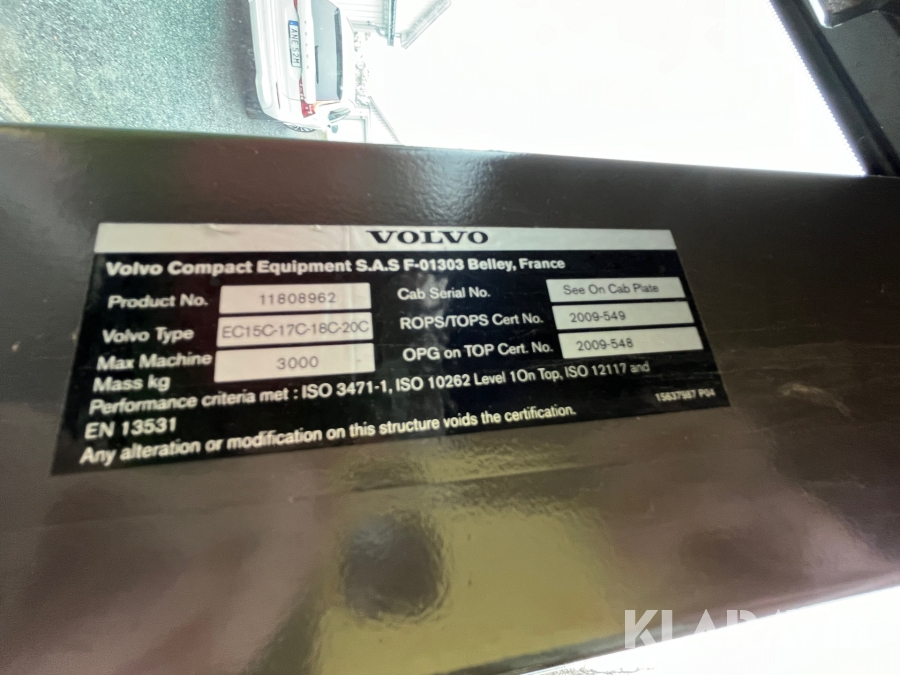 VOLVO
Volvo Compact Equipment S.A.S F-01303 Belley, France
Product No. 11808962
Cab Serial No. See On Cab Plate
Volvo Type EC15C-17C-18C-20C
ROPS/TOPS Cert No. 2009-549
Max Machine Mass kg 3000
OPG on TOP Cert. No. 2009-548
Performance criteria met : ISO 3471-1, ISO 10262 Level 1On Top, ISO 12117 and
EN 13531
15637987 P04
Any alteration or modification on this structure voids the certification.